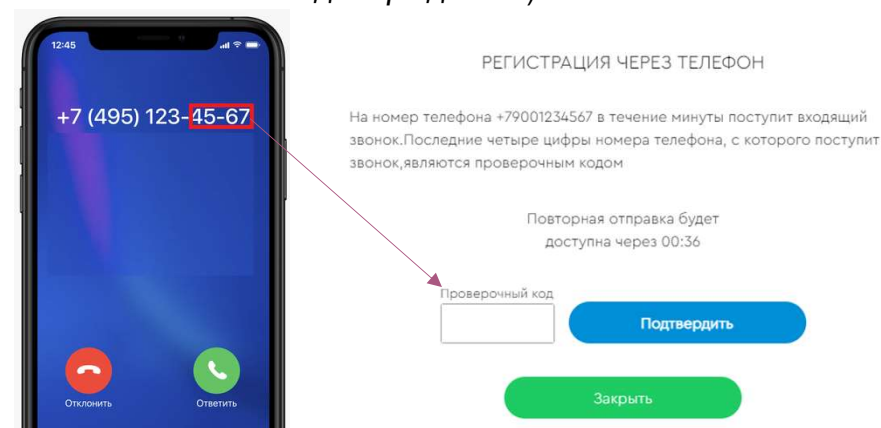 12:45
+7 (495) 123-45-67
Отклонить
Ответить
РЕГИСТРАЦИЯ ЧЕРЕЗ ТЕЛЕФОН
На номер телефона +79001234567 в течение минуты поступит входящий
звонок.Последние четыре цифры номера телефона, с которого поступит
звонок,являются проверочным кодом
Повторная отправка будет
доступна через 00:36
Проверочный код
Подтвердить
Закрыть